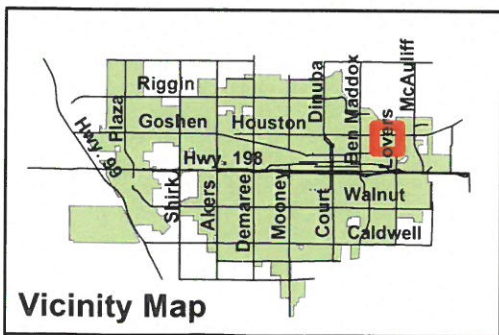 Riggin
Goshen
Houston
Hwy. 198
Walnut
Caldwell
Hwy. 99
Plaza
Shirk
Akers
Demaree
Mooney
Court
Dinuba
Ben Maddox
Lovers
McAuliff
Vicinity Map